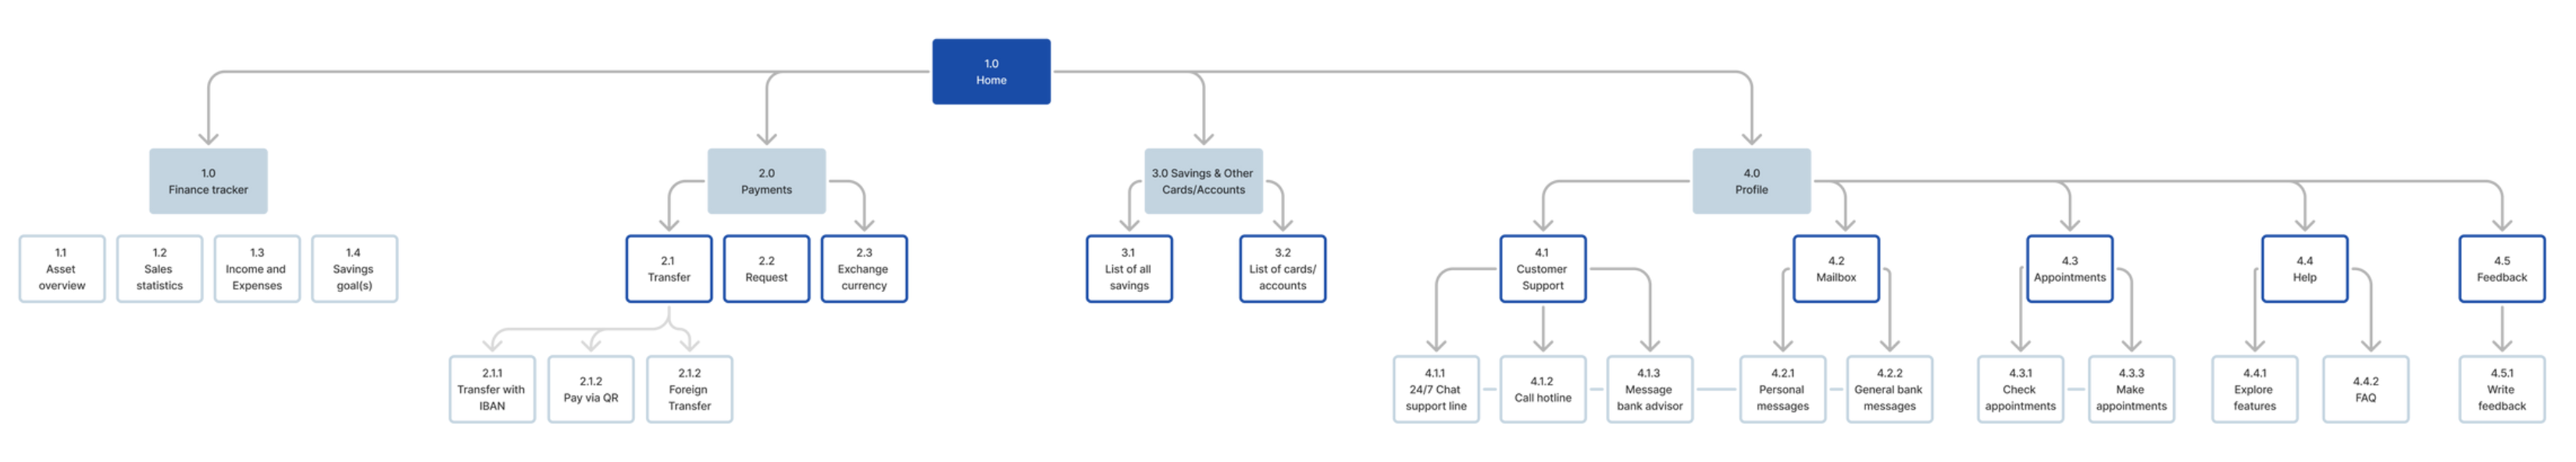 1.0
Home
1.0
Finance tracker
2.0
Payments
3.0 Savings & Other
Cards/Accounts
4.0
Profile
1.1
Asset
overview
1.2
Sales
statistics
1.3
Income and
Expenses
1.4
Savings
goal(s)
2.1
Transfer
2.2
Request
2.3
Exchange
currency
3.1
List of all
savings
3.2
List of cards/
accounts
4.1
Customer
Support
4.2
Mailbox
4.3
Appointments
4.4
Help
4.5
Feedback
2.1.1
Transfer with
IBAN
2.1.2
Pay via QR
2.1.2
Foreign
Transfer
4.1.1
24/7 Chat
support line
4.1.2
Call hotline
4.1.3
Message
bank advisor
4.2.1
Personal
messages
4.2.2
General bank
messages
4.3.1
Check
appointments
4.3.3
Make
appointments
4.4.1
Explore
features
4.4.2
FAQ
4.5.1
Write
feedback